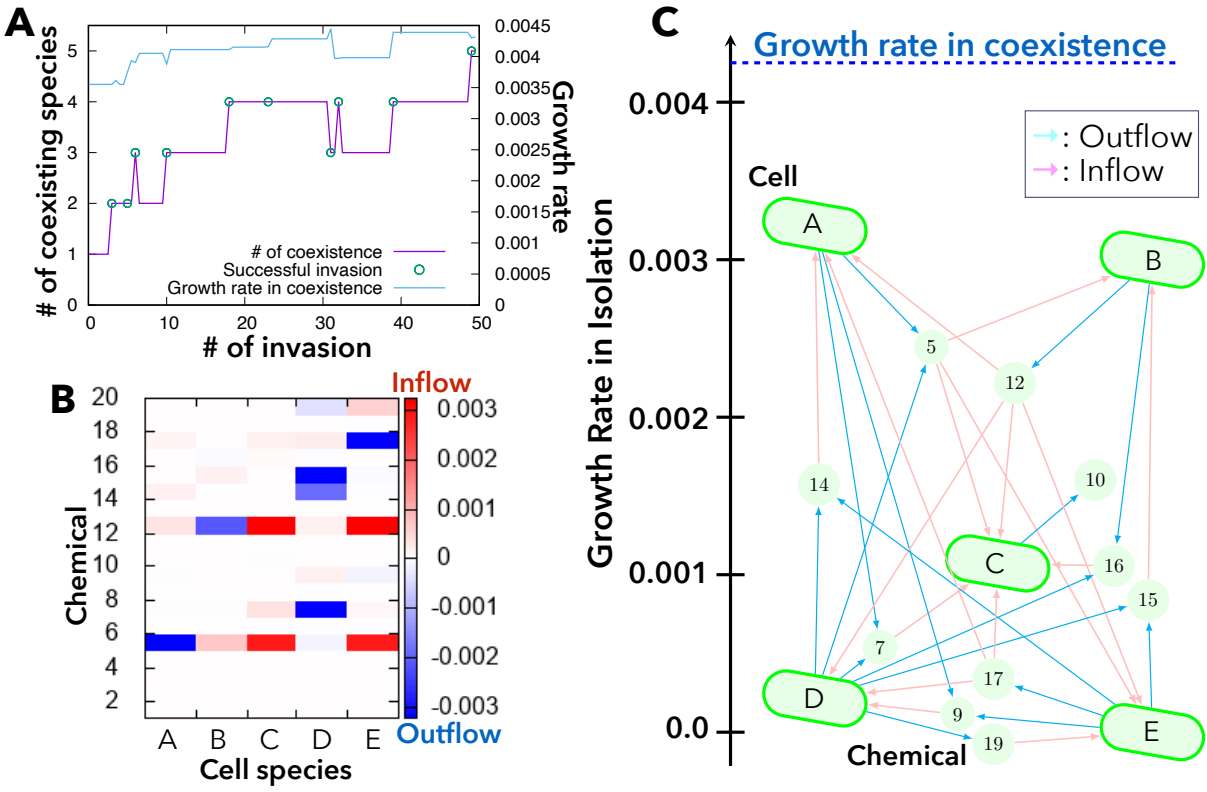 A
# of coexisting species
5
4
3
2
1
0
0.0045
0.004
0.0035
0.003
0.0025
0.002
0.0015
0.001
0.0005
0
Growth rate
# of coexistence
Successful invasion
Growth rate in coexistence
0 10 20 30 40 50
# of invasion
B
Inflow
Chemical
20
18
16
14
12
10
8
6
4
2
0.003
0.002
0.001
0
-0.001
-0.002
-0.003
Outflow
A B C D E
Cell species
C
Growth rate in coexistence
Growth Rate in Isolation
0.004
0.003
0.002
0.001
0.0
: Outflow
: Inflow
Cell
A
B
5
12
14
10
C
16
15
7
17
D
9
E
19
Chemical